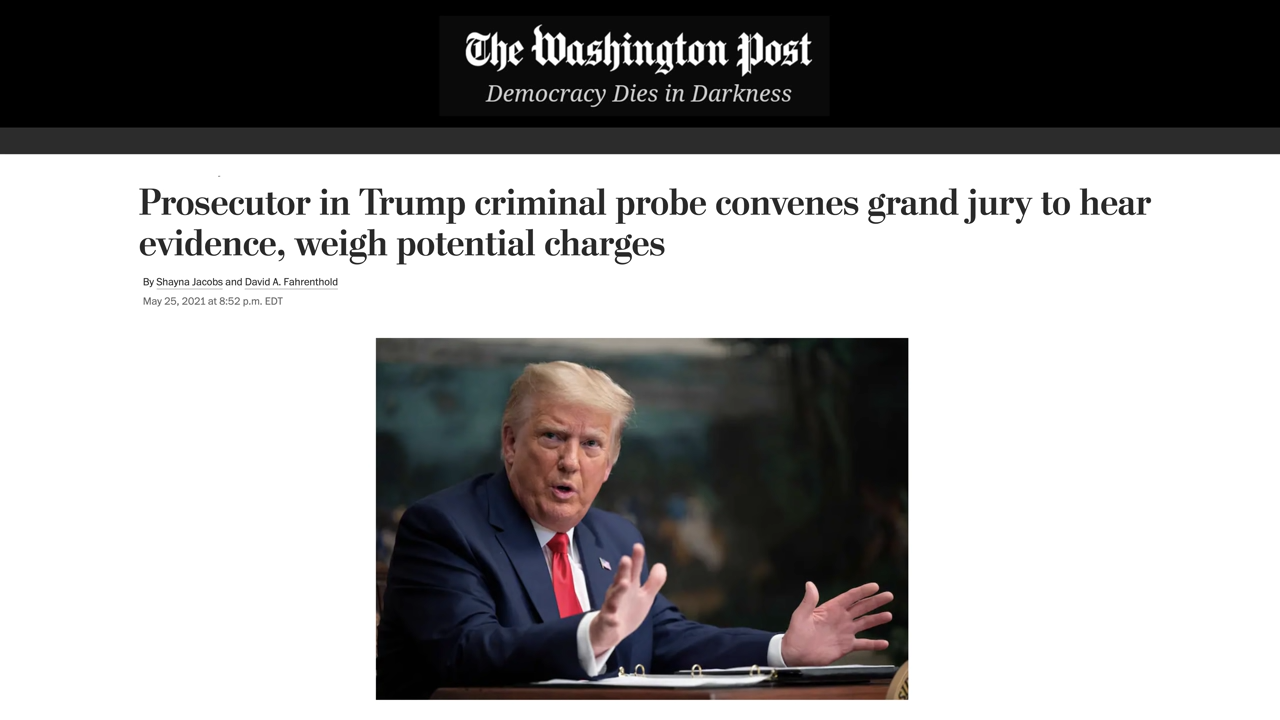 The Washington Post
Democracy Dies in Darkness
Prosecutor in Trump criminal probe convenes grand jury to hear
evidence, weigh potential charges
By Shayna Jacobs and David A. Fahrenthold
May 25, 2021 at 8:52 p.m. EDT